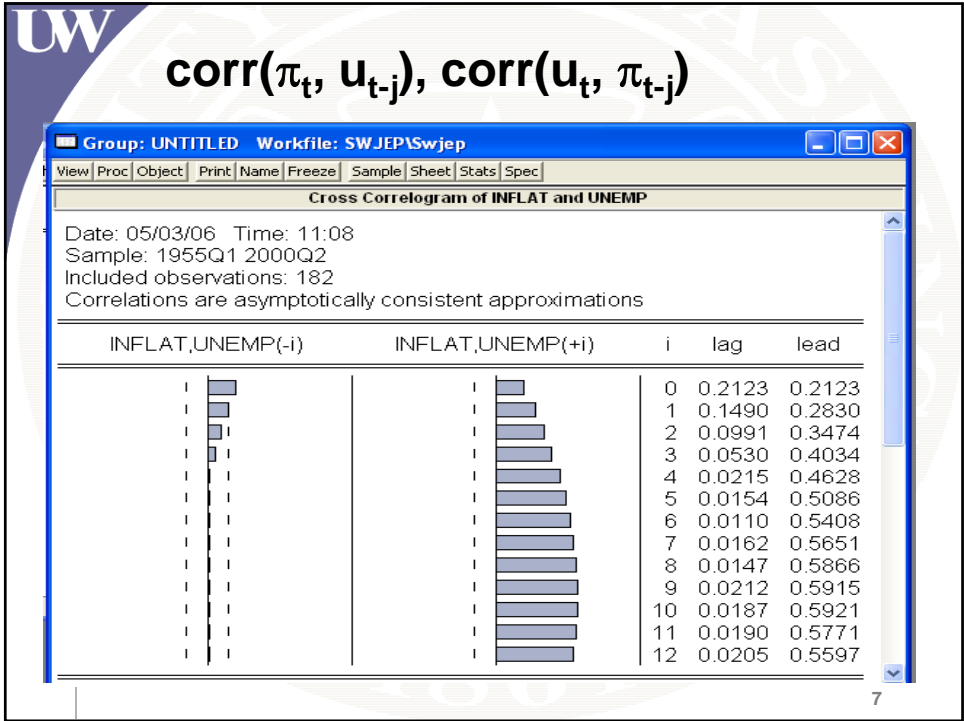 UW
corr(πt, ut-j), corr(ut, πt-j)
Group: UNTITLED Workfile: SWJEP\Swjep
View Proc Object Print Name Freeze Sample Sheet Stats Spec
Cross Correlogram of INFLAT and UNEMP
Date: 05/03/06 Time: 11:08
Sample: 1955Q1 2000Q2
Included observations: 182
Correlations are asymptotically consistent approximations
INFLAT,UNEMP(-i) INFLAT,UNEMP(+i) i lag lead
0 0.2123 0.2123
1 0.1490 0.2830
2 0.0991 0.3474
3 0.0530 0.4034
4 0.0215 0.4628
5 0.0154 0.5086
6 0.0110 0.5408
7 0.0162 0.5651
8 0.0147 0.5866
9 0.0212 0.5915
10 0.0187 0.5921
11 0.0190 0.5771
12 0.0205 0.5597
7